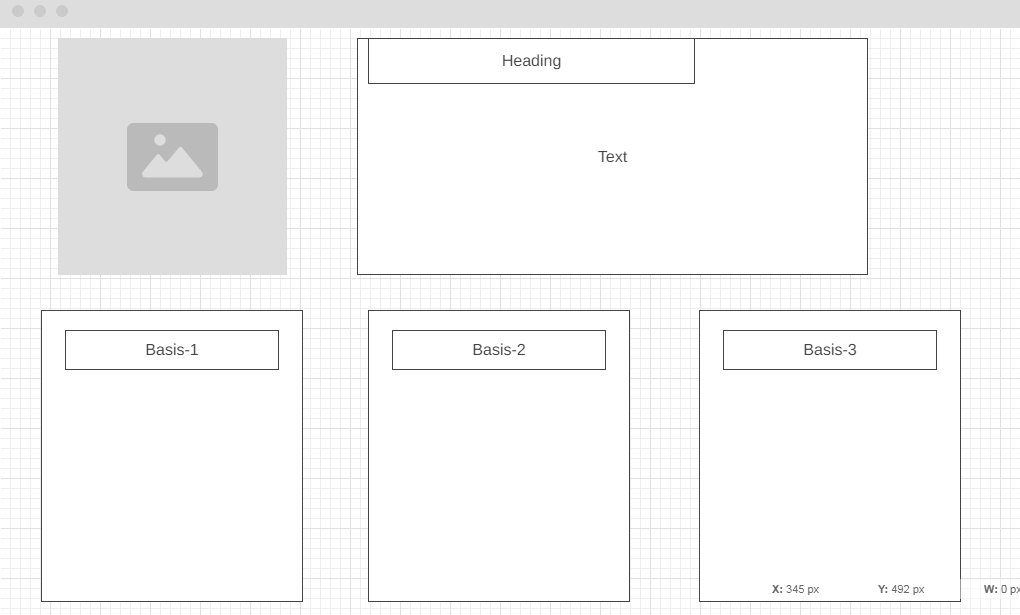 Heading
Text
Basis-1
Basis-2
Basis-3
X: 345 px
Y: 492 px
W: 0 px